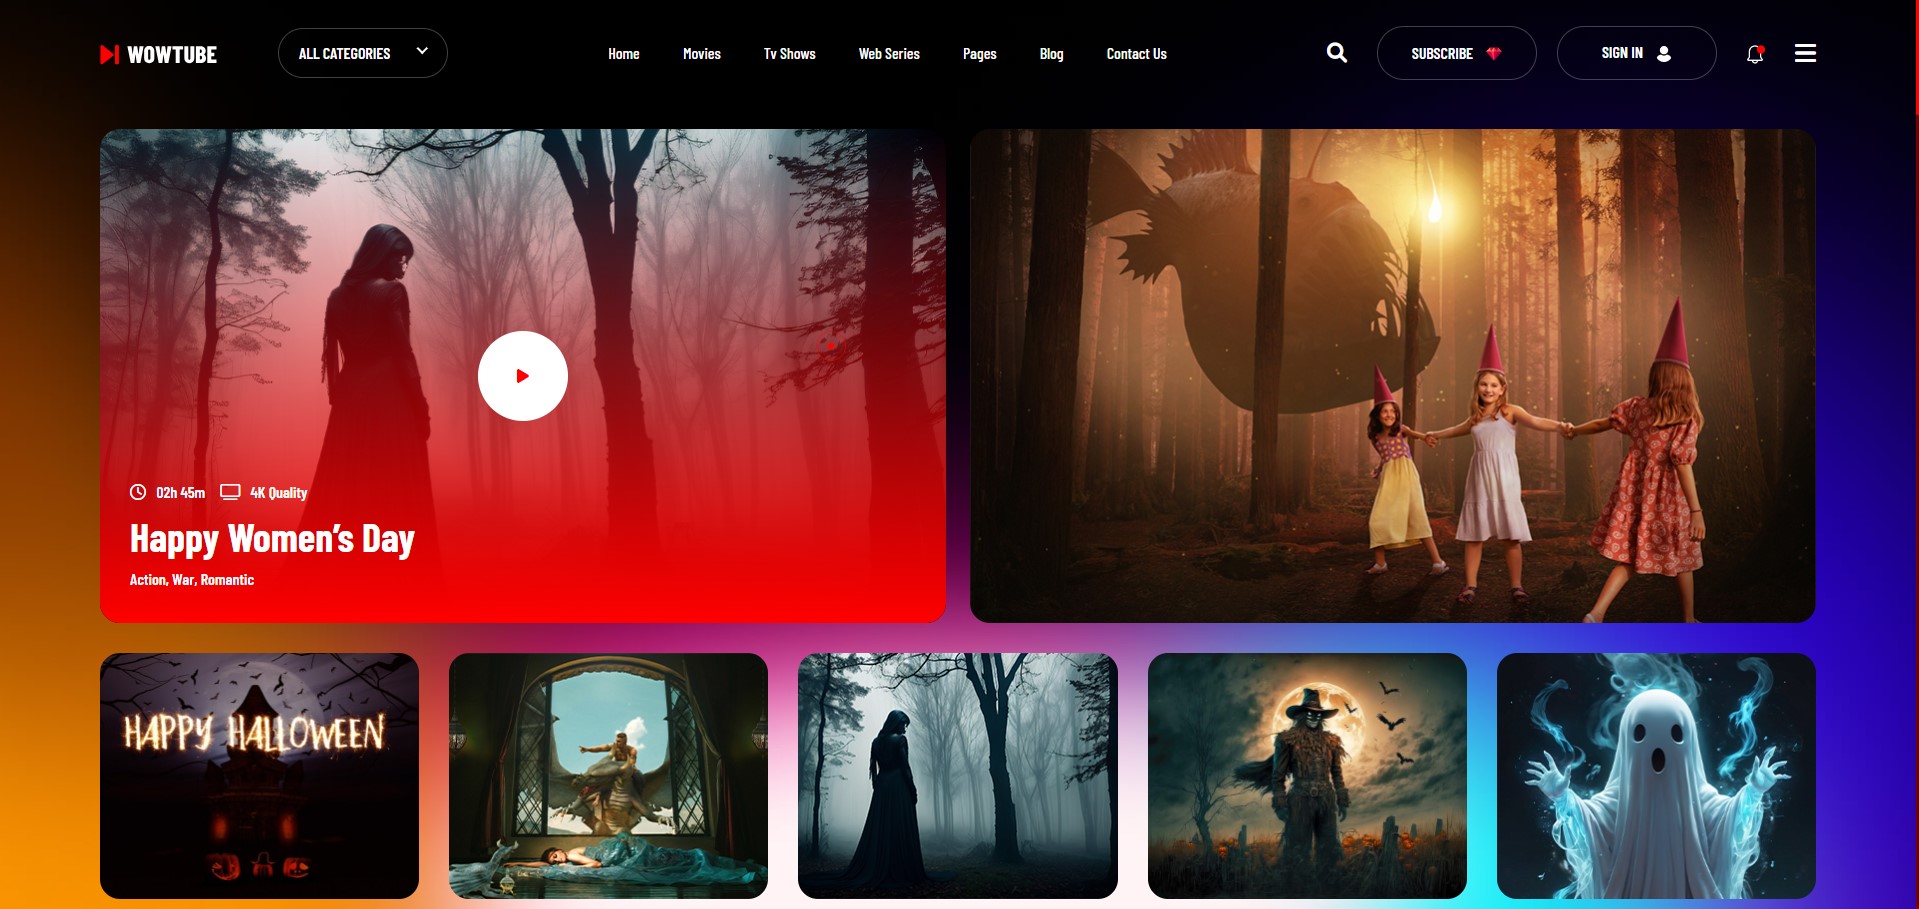 WOWTUBE
ALL CATEGORIES
Home Movies Tv Shows Web Series Pages Blog Contact Us
SUBSCRIBE
SIGN IN
02h 45m 4K Quality
Happy Women's Day
Action, War, Romantic
HAPPY HALLOWEEN